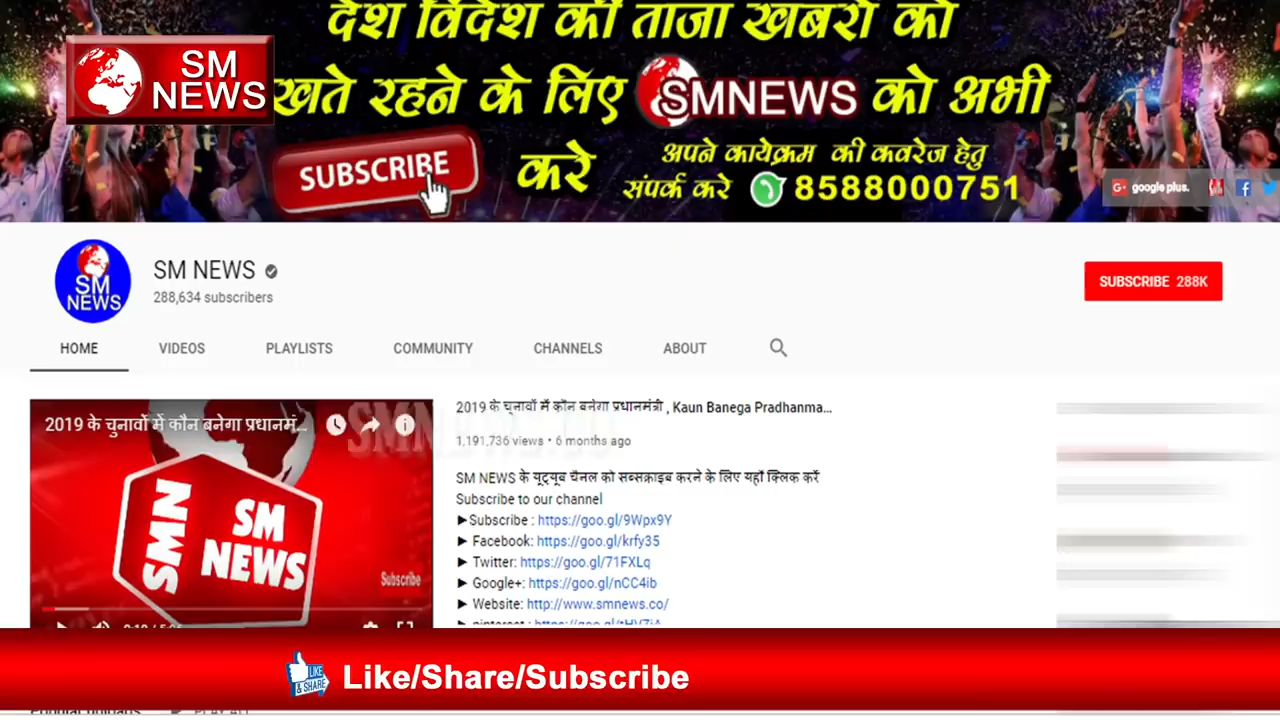 देश विदेश की ताजा खबरों को
SM
NEWS
खते रहने के लिए SMNEWS को अभी
SUBSCRIBE
करे
अपने कार्यक्रम की कवरेज हेतु
संपर्क करे 8588000751
google plus.
SM
NEWS
SM NEWS
288,634 subscribers
SUBSCRIBE 288K
HOME VIDEOS PLAYLISTS COMMUNITY CHANNELS ABOUT
2019 के चुनावों में कौन बनेगा प्रधानमं...
SMN
SM
NEWS
Subscribe
2019 के चुनावों में कौन बनेगा प्रधानमंत्री , Kaun Banega Pradhanma...
1,191,736 views • 6 months ago
SM NEWS के यूट्यूब चैनल को सब्सक्राइब करने के लिए यहाँ क्लिक करें
Subscribe to our channel
►Subscribe : https://goo.gl/9Wpx9Y
► Facebook: https://goo.gl/krfy35
► Twitter: https://goo.gl/71FXLq
► Google+: https://goo.gl/nCC4ib
► Website: http://www.smnews.co/
LIKE
& SHARE
Like/Share/Subscribe